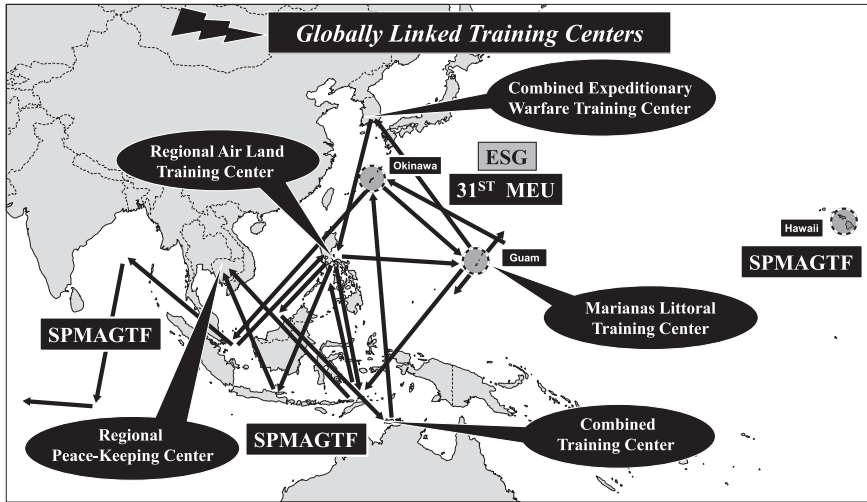 Globally Linked Training Centers
Combined Expeditionary
Warfare Training Center
Regional Air Land
Training Center
Okinawa
ESG
31ST MEU
Guam
Hawaii
SPMAGTF
Marianas Littoral
Training Center
SPMAGTF
Regional
Peace-Keeping Center
SPMAGTF
Combined
Training Center